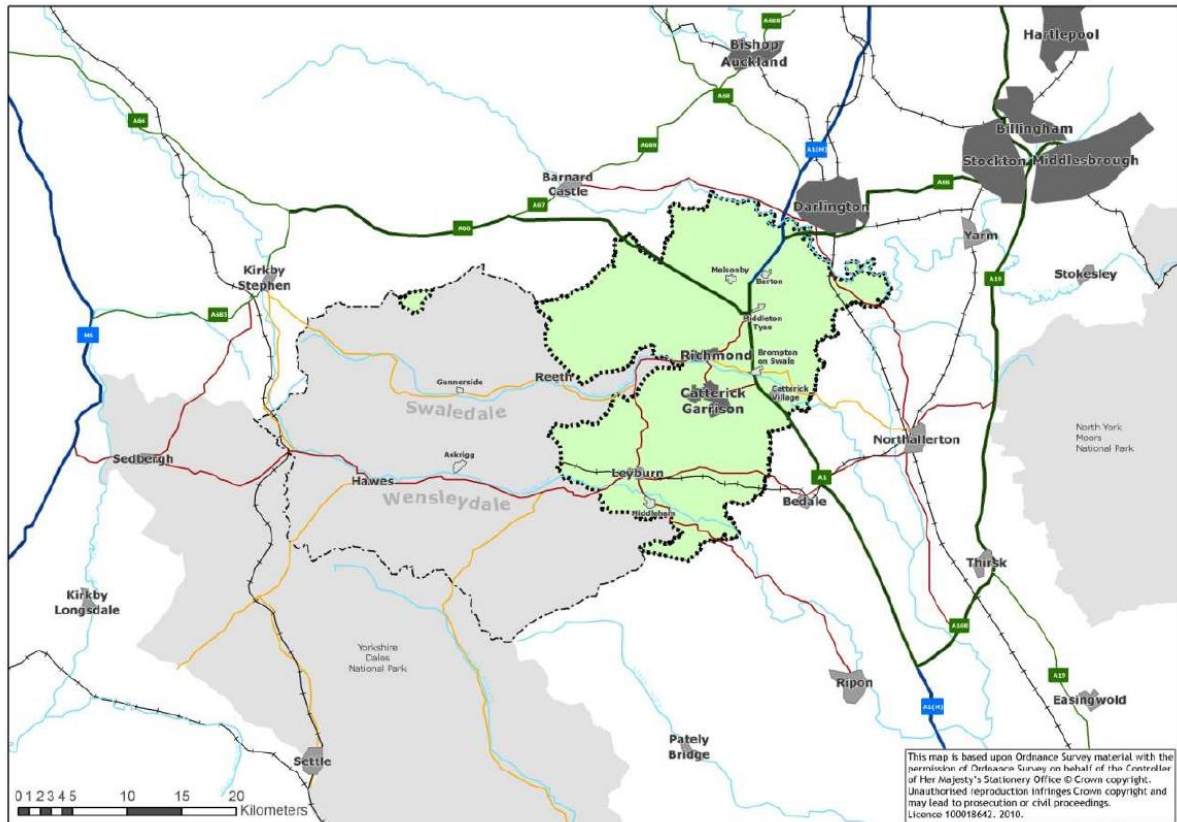 A688
Bishop
Auckland
Hartlepool
A66
A68
Billingham
A1(M)
A688
Stockton
Middlesbrough
Barnard
Castle
A66
Darlington
A67
A66
Yarm
Kirkby
Stephen
Melsonby
Barton
Stokesley
A19
A685
Middleton
Tyas
M6
Richmond
Brompton
on Swale
Reeth
Gunnerside
Catterick
Garrison
Catterick
Village
Swaledale
North York
Moors
National Park
Northallerton
Sedbergh
Askrigg
Leyburn
Hawes
A1
Wensleydale
Middleham
Bedale
Thirsk
Kirkby
Longsdale
A168
Yorkshire
Dales
National Park
Ripon
A19
Easingwold
A1(M)
Pately
Bridge
Settle
0 1 2 3 4 5 10 15 20
Kilometers
This map is based upon Ordnance Survey material with the
permission of Ordnance Survey on behalf of the Controller
of Her Majesty's Stationery Office © Crown copyright.
Unauthorised reproduction infringes Crown copyright and
may lead to prosecution or civil proceedings.
Licence 100018642. 2010.